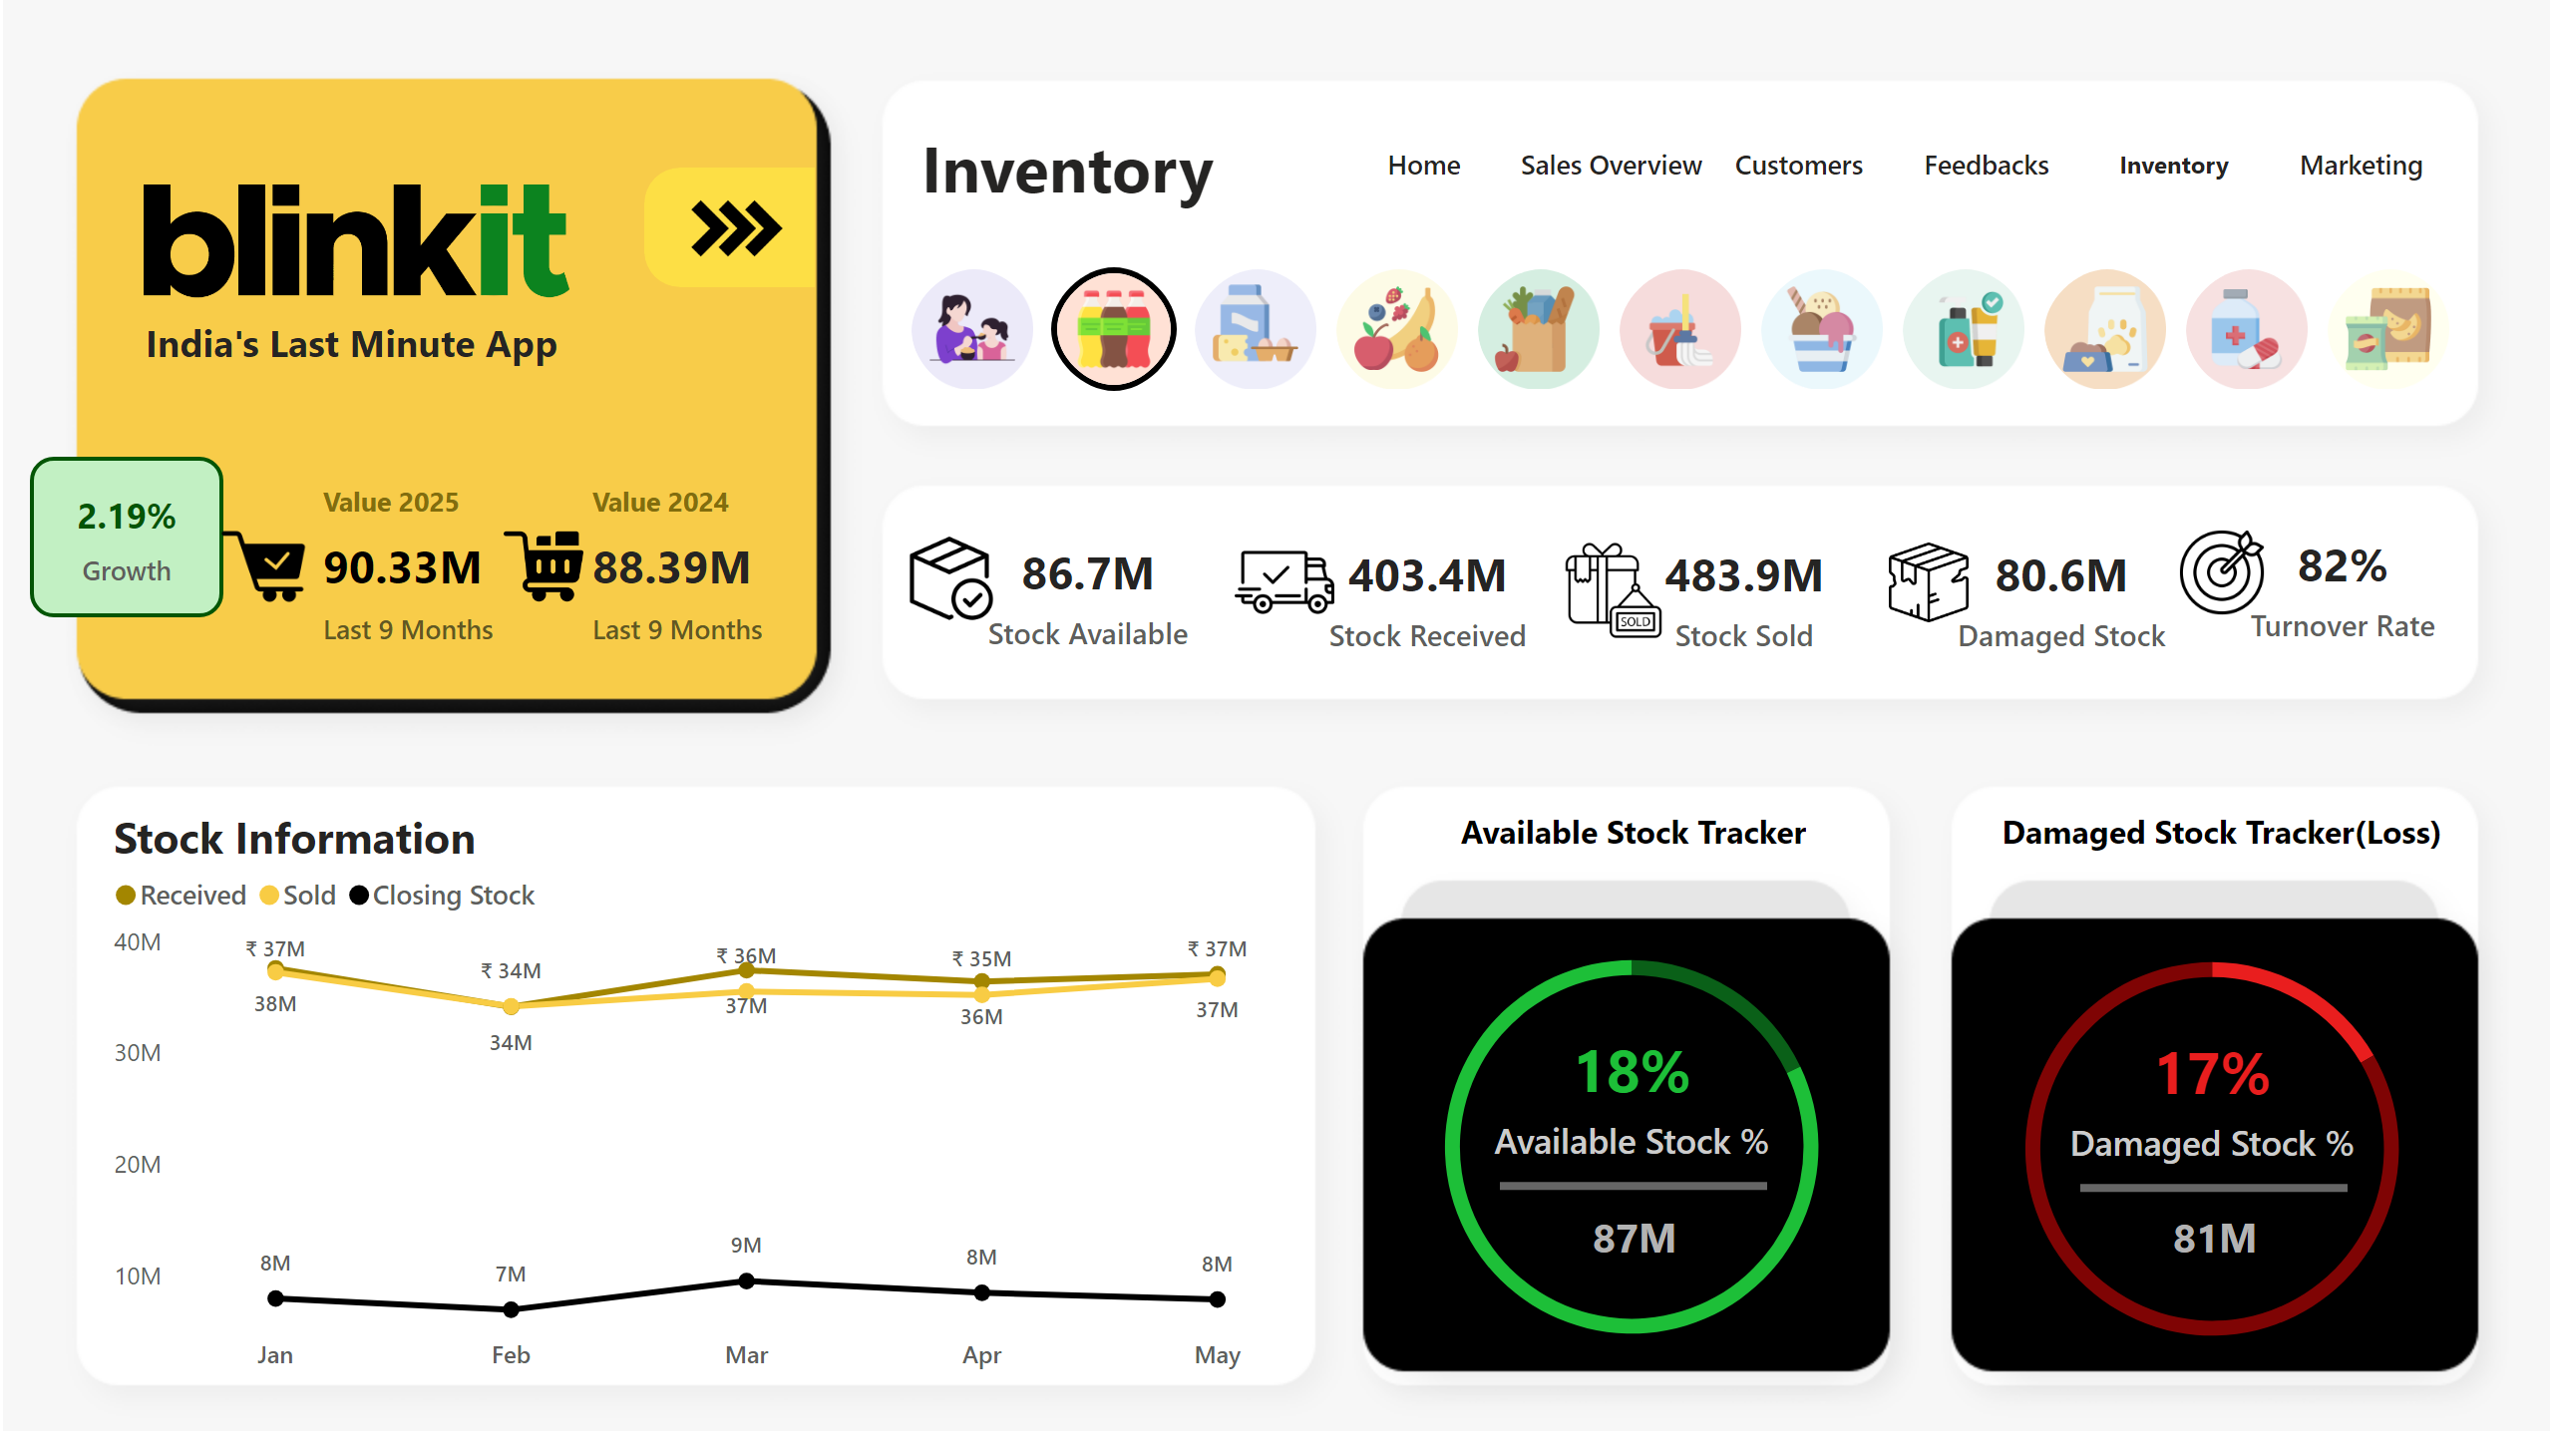 blinkit
India's Last Minute App
2.19%
Growth
Value 2025
90.33M
Last 9 Months
Value 2024
88.39M
Last 9 Months
Inventory
Home Sales Overview Customers Feedbacks Inventory Marketing
86.7M
Stock Available
403.4M
Stock Received
SOLD
483.9M
Stock Sold
80.6M
Damaged Stock
82%
Turnover Rate
Stock Information
Received Sold Closing Stock
40M
30M
20M
10M
₹ 37M ₹ 34M ₹ 36M ₹ 35M ₹ 37M
38M 34M 37M 36M 37M
8M 7M 9M 8M 8M
Jan Feb Mar Apr May
Available Stock Tracker
18%
Available Stock %
87M
Damaged Stock Tracker(Loss)
17%
Damaged Stock %
81M